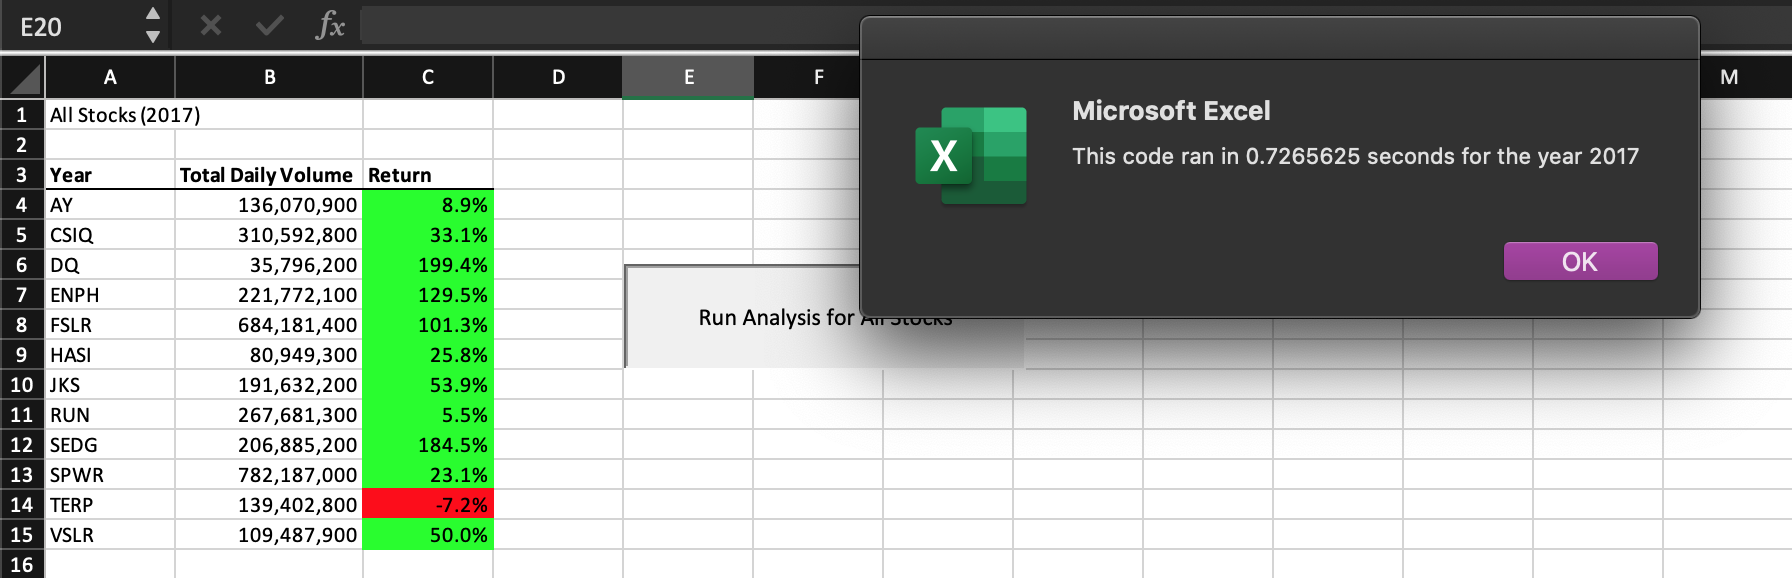 E20 fx
A B C D E F M
1 All Stocks (2017)
2
3 Year Total Daily Volume Return
4 AY 136,070,900 8.9%
5 CSIQ 310,592,800 33.1%
6 DQ 35,796,200 199.4%
7 ENPH 221,772,100 129.5%
8 FSLR 684,181,400 101.3%
9 HASI 80,949,300 25.8%
10 JKS 191,632,200 53.9%
11 RUN 267,681,300 5.5%
12 SEDG 206,885,200 184.5%
13 SPWR 782,187,000 23.1%
14 TERP 139,402,800 -7.2%
15 VSLR 109,487,900 50.0%
16
Run Analysis for All Stocks
X
Microsoft Excel
This code ran in 0.7265625 seconds for the year 2017
OK